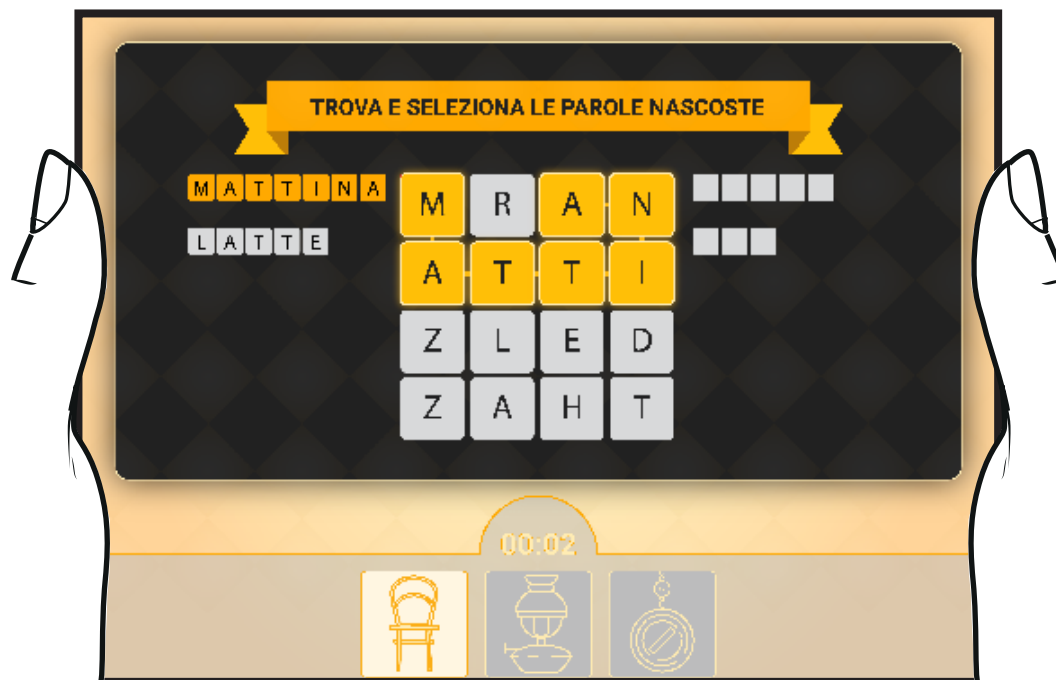 TROVA E SELEZIONA LE PAROLE NASCOSTE
MATTINA
LATTE
M R A N
A T T I
Z L E D
Z A H T
00:02